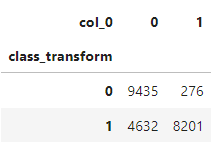 col_0 0 1
class_transform
0 9435 276
1 4632 8201